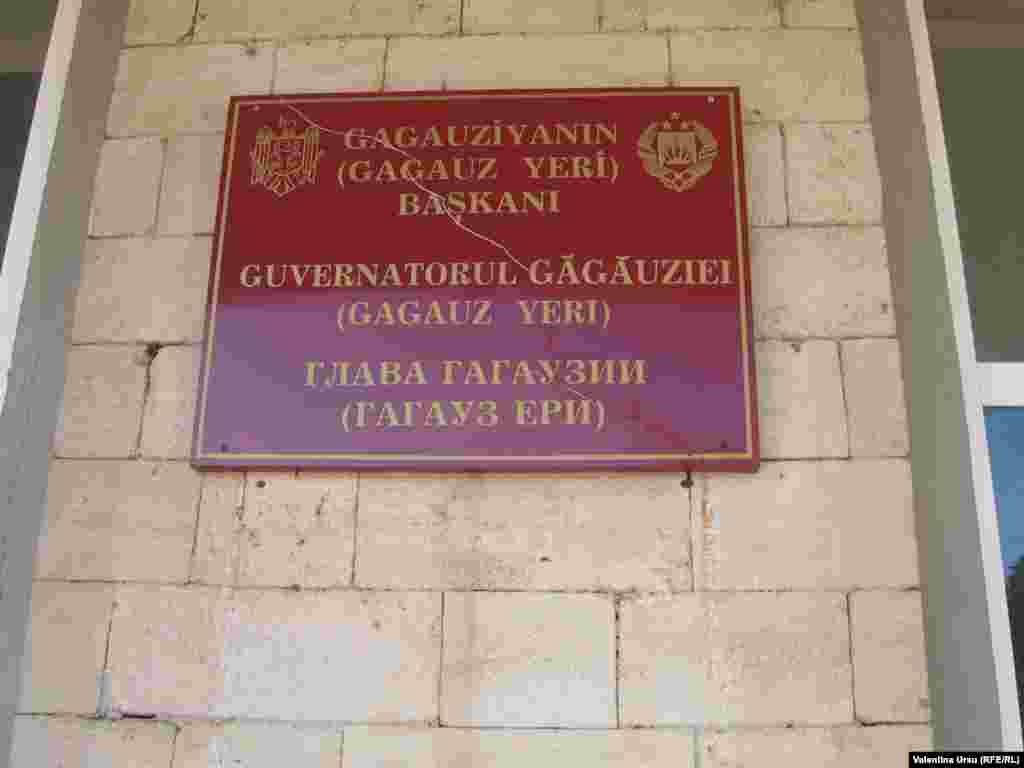 GAGAUZİYANIN
(GAGAUZ YERİ)
BAŞKANI
GUVERNATORUL GĂGĂUZIEI
(GAGAUZ YERI)
ГЛАВА ГАГАУЗИИ
(ГАГАУЗ ЕРИ)
Valentina Ursu (RFE/RL)